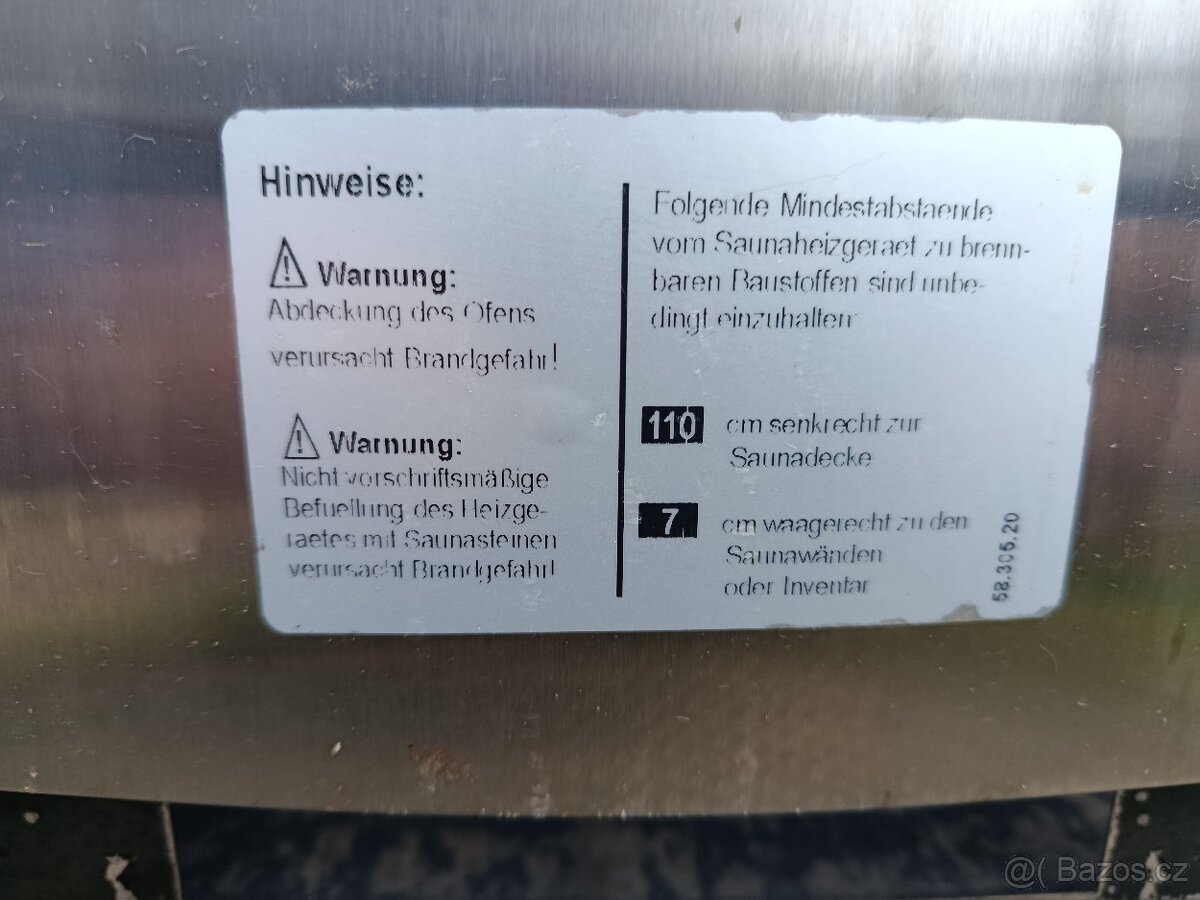 Hinweise:
Warnung:
Abdeckung des Ofens
verursacht Brandgefahr!
Warnung:
Nicht vorschriftsmäßige
Befuellung des Heizge-
raetes mit Saunasteinen
verursacht Brandgefahr!
Folgende Mindestabstaende
vom Saunaheizgeraet zu brenn-
baren Baustoffen sind unbe-
dingt einzuhalten:
110 cm senkrecht zur
Saunadecke
7 cm waagerecht zu den
Saunawänden
oder Inventar
58.305.20
@( Bazos.cz